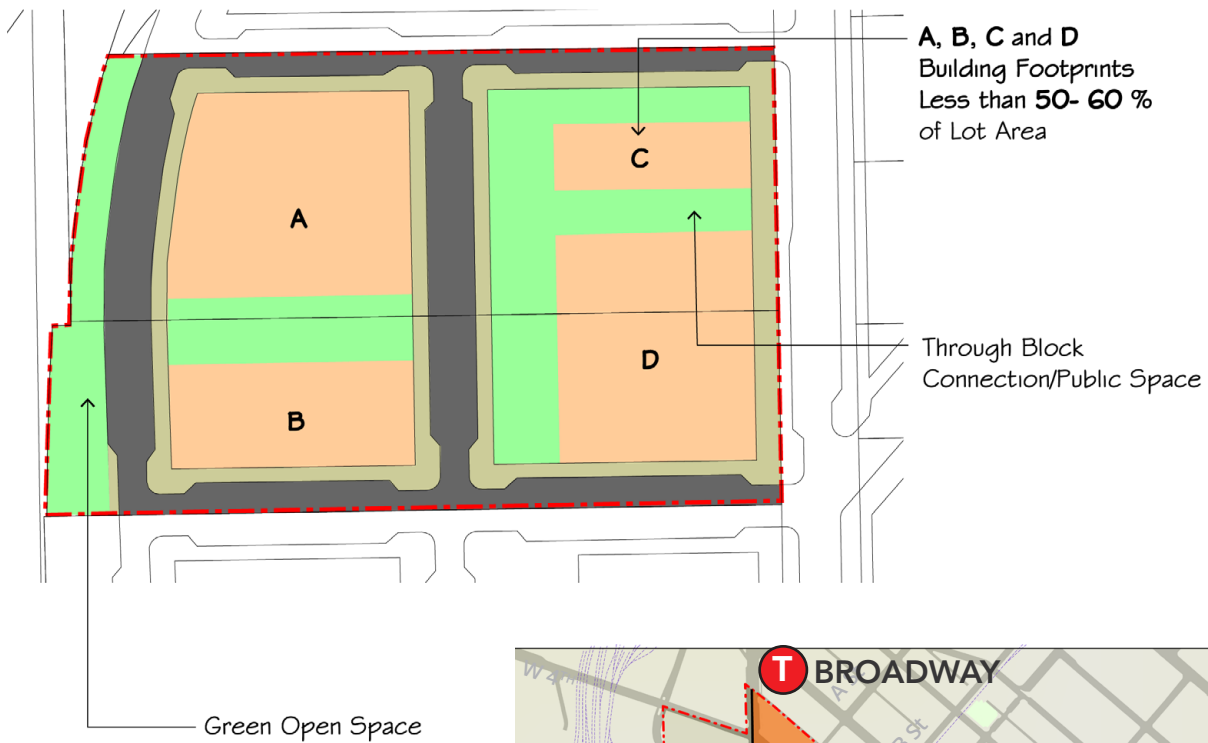 A, B, C and D
Building Footprints
Less than 50- 60 %
of Lot Area
A
C
Through Block
Connection/Public Space
D
B
Green Open Space
T BROADWAY